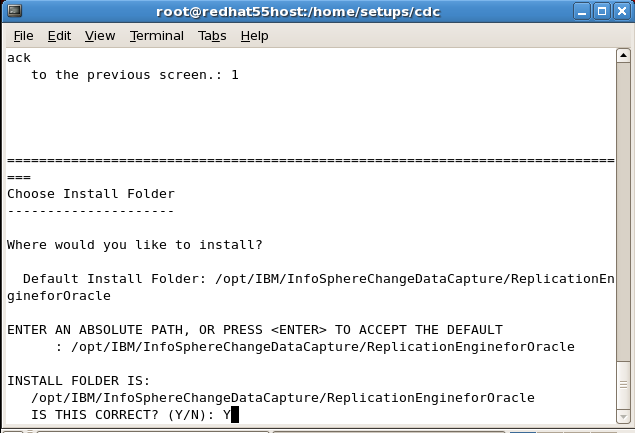 root@redhat55host:/home/setups/cdc
File Edit View Terminal Tabs Help
ack
   to the previous screen.: 1
============================================================================
===
Choose Install Folder
---------------------
Where would you like to install?
  Default Install Folder: /opt/IBM/InfoSphereChangeDataCapture/ReplicationEn
gineforOracle
ENTER AN ABSOLUTE PATH, OR PRESS <ENTER> TO ACCEPT THE DEFAULT
      : /opt/IBM/InfoSphereChangeDataCapture/ReplicationEngineforOracle
INSTALL FOLDER IS:
   /opt/IBM/InfoSphereChangeDataCapture/ReplicationEngineforOracle
   IS THIS CORRECT? (Y/N): Y